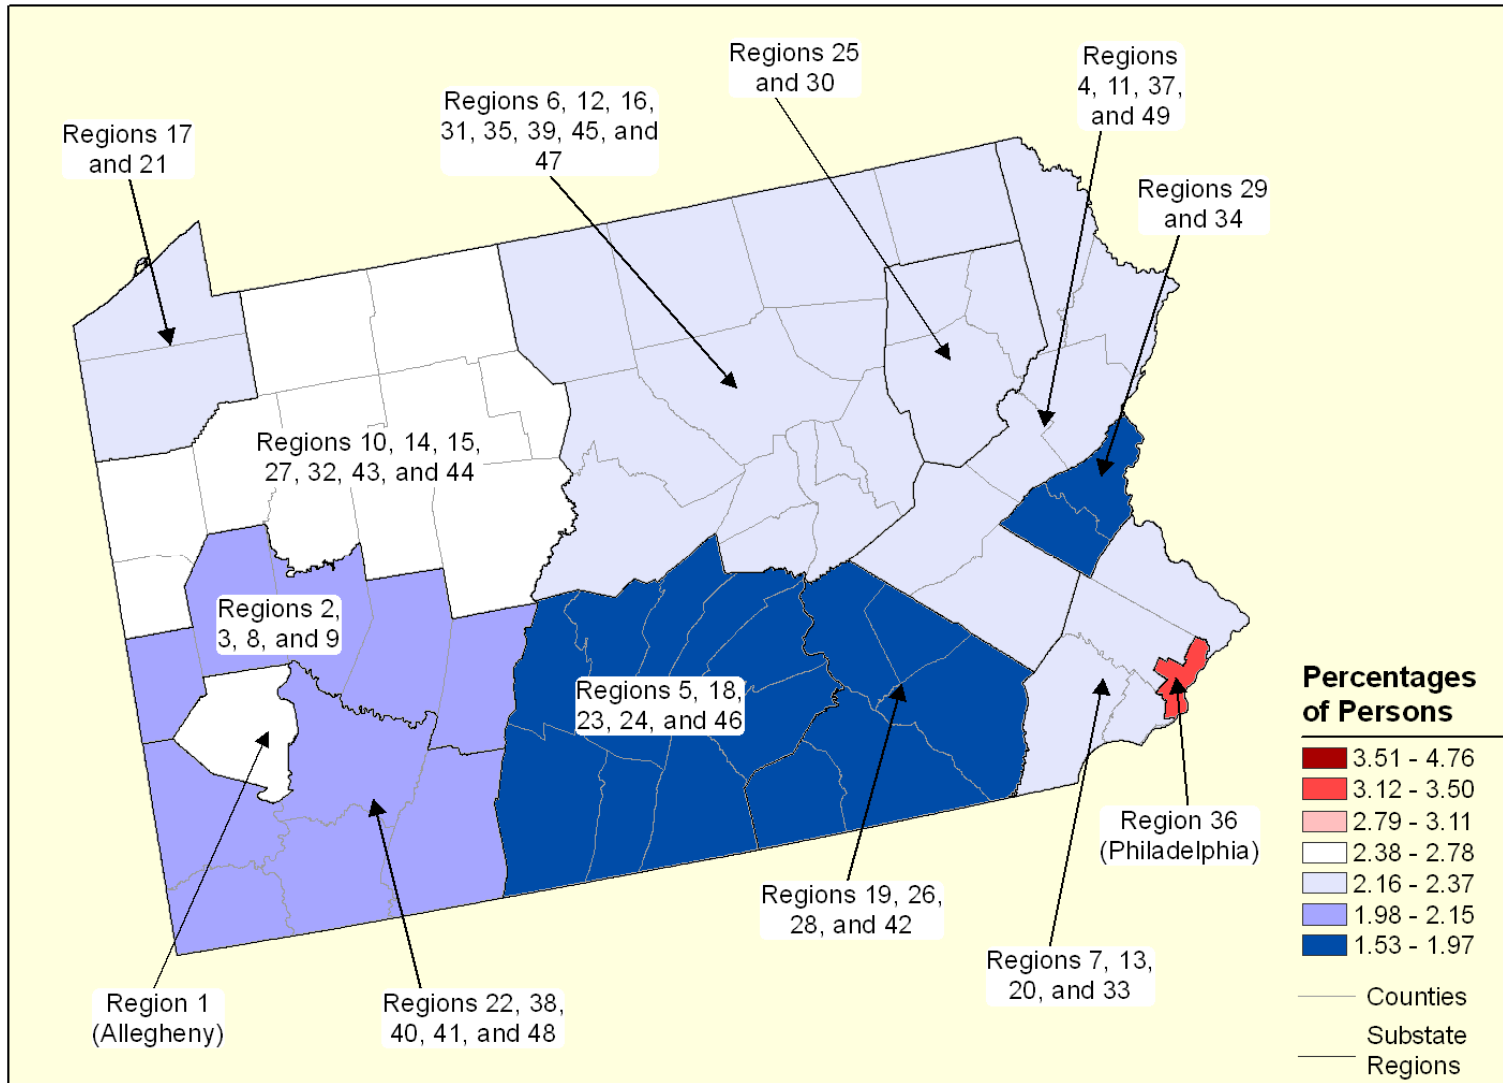 Regions 25
and 30
Regions
4, 11, 37,
and 49
Regions 6, 12, 16,
31, 35, 39, 45, and
47
Regions 17
and 21
Regions 29
and 34
Regions 10, 14, 15,
27, 32, 43, and 44
Regions 2,
3, 8, and 9
Regions 5, 18,
23, 24, and 46
Percentages
of Persons
3.51 - 4.76
3.12 - 3.50
2.79 - 3.11
2.38 - 2.78
2.16 - 2.37
1.98 - 2.15
1.53 - 1.97
Counties
Substate
Regions
Region 36
(Philadelphia)
Regions 19, 26,
28, and 42
Regions 7, 13,
20, and 33
Region 1
(Allegheny)
Regions 22, 38,
40, 41, and 48